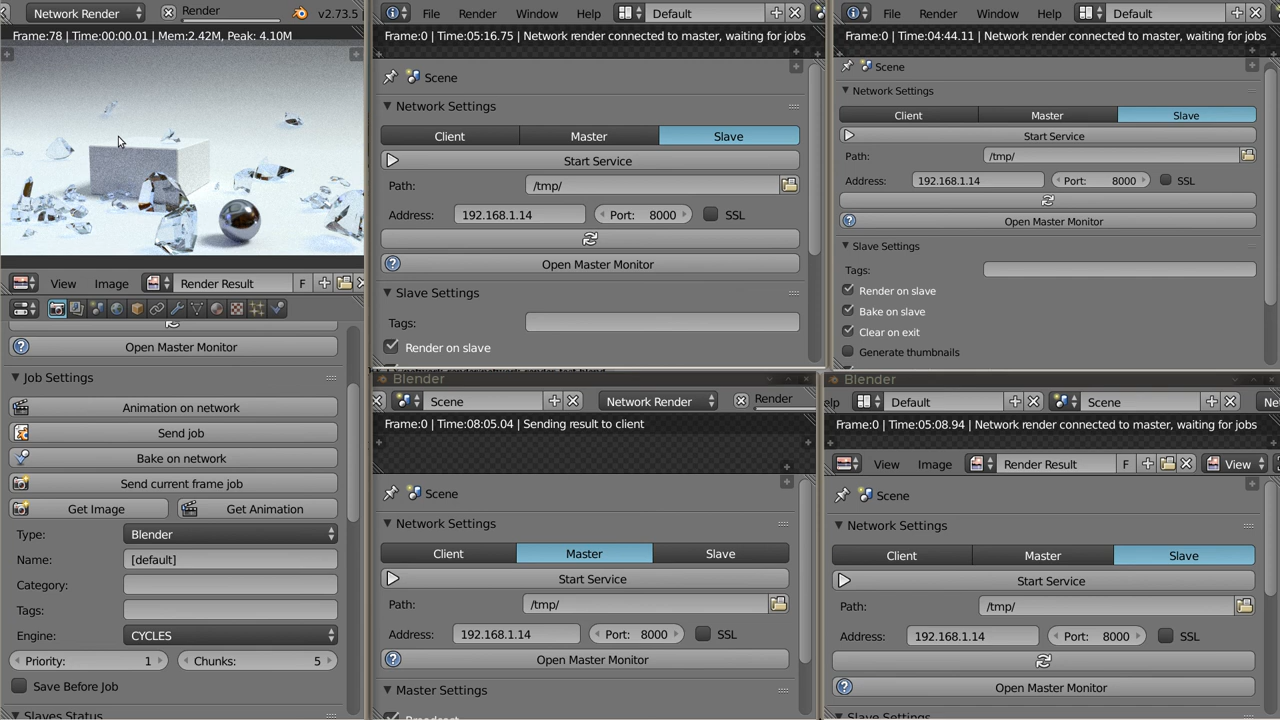 Network Render
Render
v2.73.5
Frame:78 | Time:00:00.01 | Mem:2.42M, Peak: 4.10M
View
Image
Render Result
F
Open Master Monitor
Job Settings
Animation on network
Send job
Bake on network
Send current frame job
Get Image
Get Animation
Type: Blender
Name: [default]
Category:
Tags:
Engine: CYCLES
Priority: 1
Chunks: 5
Save Before Job
Slaves Status
File Render Window Help Default
Frame:0 | Time:05:16.75 | Network render connected to master, waiting for jobs
Scene
Network Settings
Client Master Slave
Start Service
Path: /tmp/
Address: 192.168.1.14 Port: 8000 SSL
Open Master Monitor
Slave Settings
Tags:
Render on slave
File Render Window Help Default
Frame:0 | Time:04:44.11 | Network render connected to master, waiting for jobs
Scene
Network Settings
Client Master Slave
Start Service
Path: /tmp/
Address: 192.168.1.14 Port: 8000 SSL
Open Master Monitor
Slave Settings
Tags:
Render on slave
Bake on slave
Clear on exit
Generate thumbnails
Blender
Scene Network Render Render
Frame:0 | Time:08:05.04 | Sending result to client
Scene
Network Settings
Client Master Slave
Start Service
Path: /tmp/
Address: 192.168.1.14 Port: 8000 SSL
Open Master Monitor
Master Settings
Broadcast
Blender
elp Default Scene Ne
Frame:0 | Time:05:08.94 | Network render connected to master, waiting for jobs
View Image Render Result F View
Scene
Network Settings
Client Master Slave
Start Service
Path: /tmp/
Address: 192.168.1.14 Port: 8000 SSL
Open Master Monitor
Slave Settings